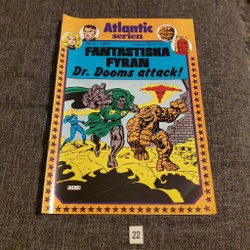 Atlantic
serien
FANTASTISKA
FYRAN
Dr. Dooms attack!
22